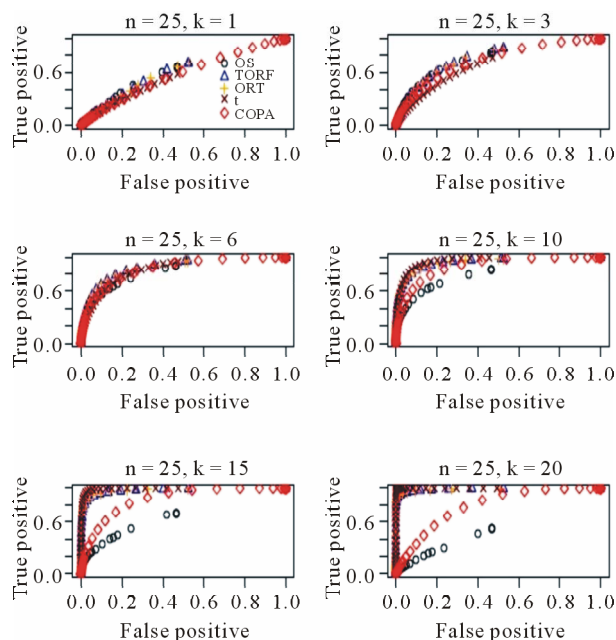 n = 25, k = 1
True positive
0.6
0.0
OS
TORF
ORT
t
COPA
0.0 0.2 0.4 0.6 0.8 1.0
False positive
n = 25, k = 3
True positive
0.6
0.0
0.0 0.2 0.4 0.6 0.8 1.0
False positive
n = 25, k = 6
True positive
0.6
0.0
0.0 0.2 0.4 0.6 0.8 1.0
False positive
n = 25, k = 10
True positive
0.6
0.0
0.0 0.2 0.4 0.6 0.8 1.0
False positive
n = 25, k = 15
True positive
0.6
0.0
0.0 0.2 0.4 0.6 0.8 1.0
False positive
n = 25, k = 20
True positive
0.6
0.0
0.0 0.2 0.4 0.6 0.8 1.0
False positive